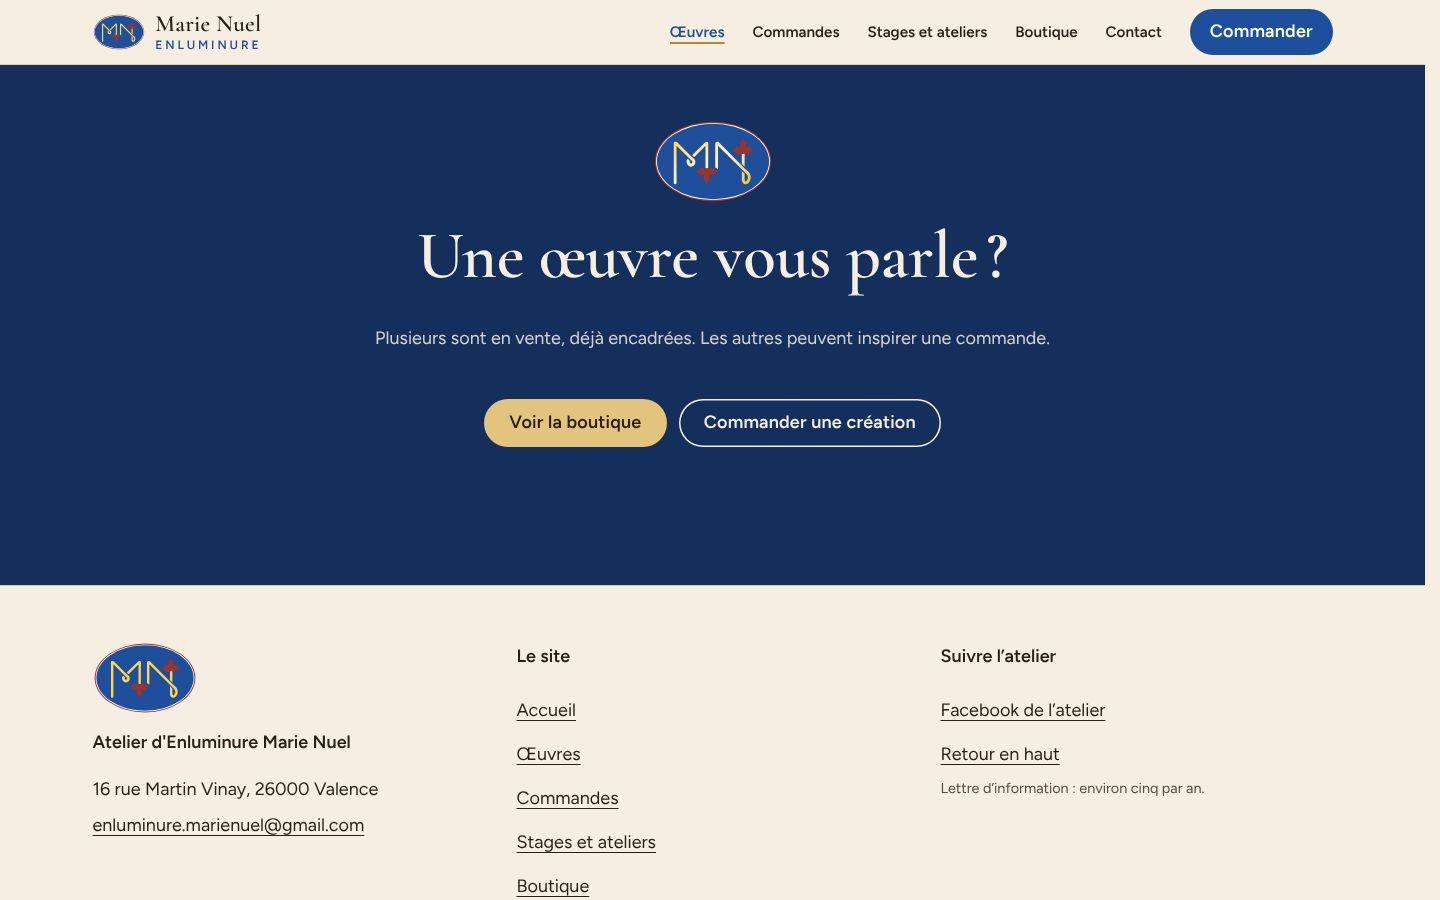 MN Marie Nuel
ENLUMINURE
Œuvres Commandes Stages et ateliers Boutique Contact Commander
MN
Une œuvre vous parle ?
Plusieurs sont en vente, déjà encadrées. Les autres peuvent inspirer une commande.
Voir la boutique Commander une création
MN
Atelier d'Enluminure Marie Nuel
16 rue Martin Vinay, 26000 Valence
enluminure.marienuel@gmail.com
Le site
Accueil
Œuvres
Commandes
Stages et ateliers
Boutique
Suivre l’atelier
Facebook de l’atelier
Retour en haut
Lettre d’information : environ cinq par an.